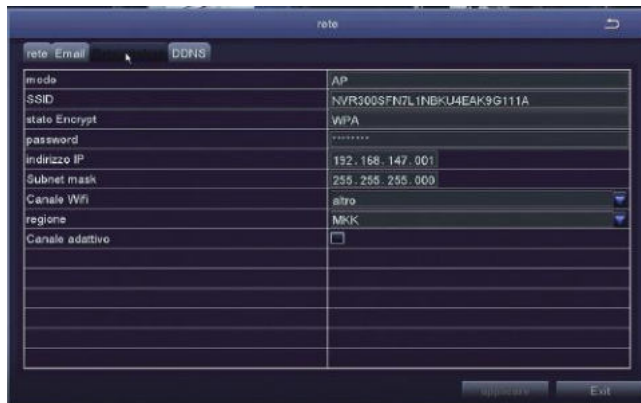 rete
rete Email DDNS
modo AP
SSID NVR300SFN7L1NBKU4EAK9G111A
stato Encrypt WPA
password ********
indirizzo IP 192.168.147.001
Subnet mask 255.255.255.000
Canale Wifi altro
regione MKK
Canale adattivo
Exit